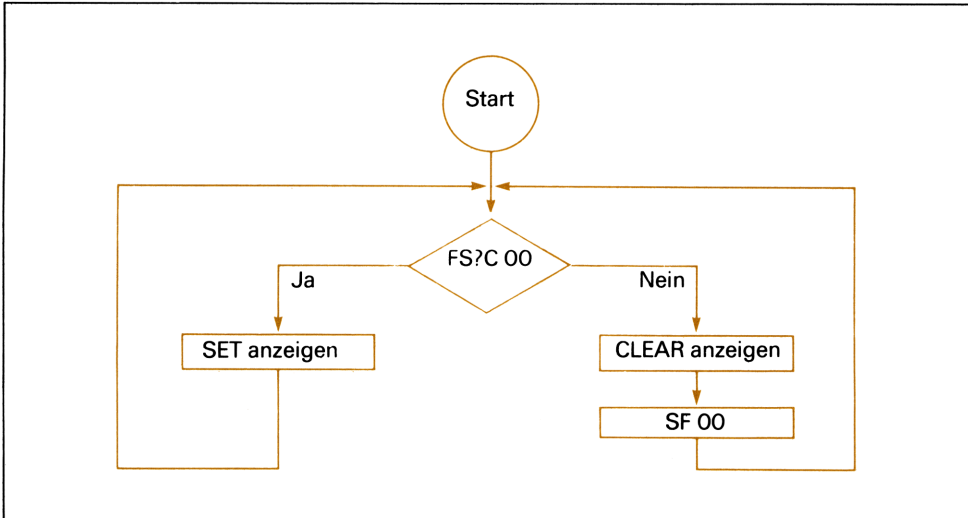 Start
FS?C 00
Ja
Nein
SET anzeigen
CLEAR anzeigen
SF 00